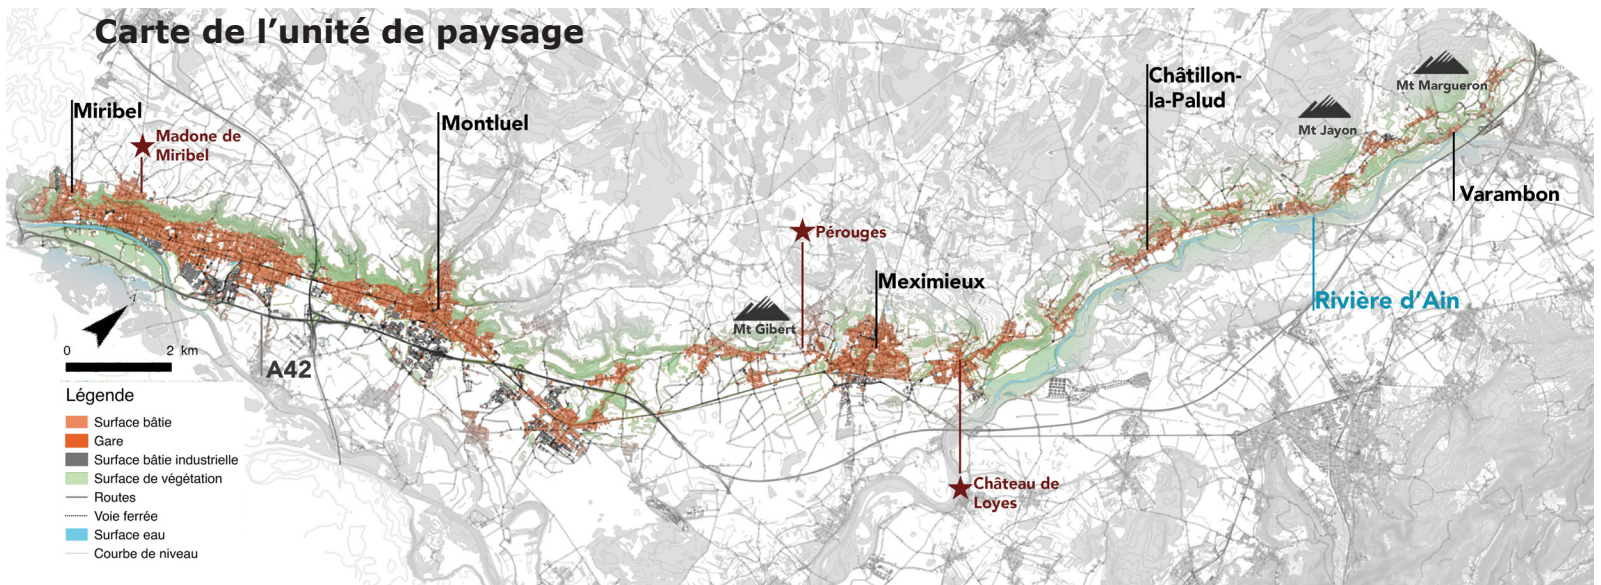 Carte de l’unité de paysage
Miribel
Madone de
Miribel
Montluel
Châtillon-
la-Palud
Mt Margueron
Mt Jayon
Varambon
Pérouges
Meximieux
Mt Gibert
Rivière d’Ain
0 2 km
A42
Château de
Loyes
Légende
Surface bâtie
Gare
Surface bâtie industrielle
Surface de végétation
Routes
Voie ferrée
Surface eau
Courbe de niveau